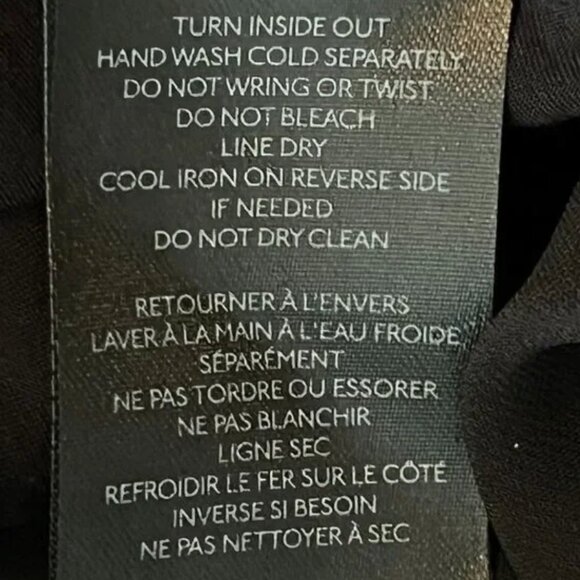 TURN INSIDE OUT
HAND WASH COLD SEPARATELY
DO NOT WRING OR TWIST
DO NOT BLEACH
LINE DRY
COOL IRON ON REVERSE SIDE
IF NEEDED
DO NOT DRY CLEAN
RETOURNER À L'ENVERS
LAVER À LA MAIN À L'EAU FROIDE
SÉPARÉMENT
NE PAS TORDRE OU ESSORER
NE PAS BLANCHIR
LIGNE SEC
REFROIDIR LE FER SUR LE CÔTÉ
INVERSE SI BESOIN
NE PAS NETTOYER À SEC